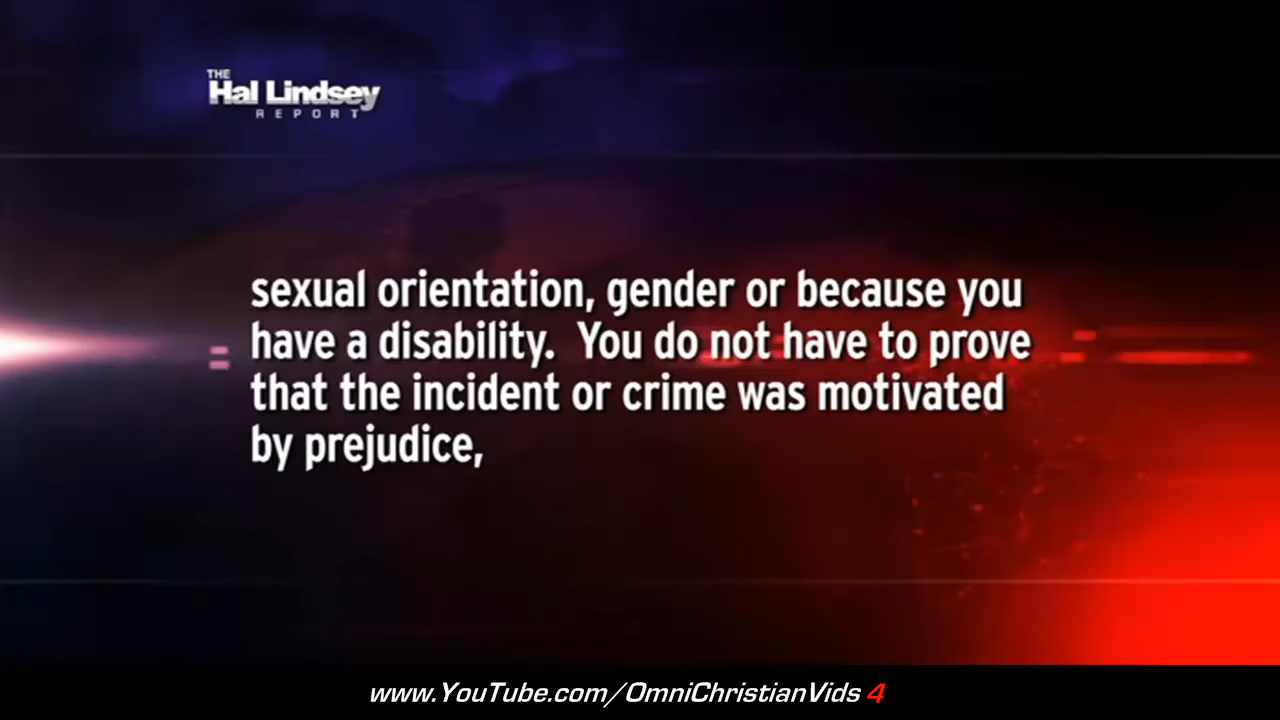 THE
Hal Lindsey
REPORT
sexual orientation, gender or because you
have a disability. You do not have to prove
that the incident or crime was motivated
by prejudice,
www.YouTube.com/OmniChristianVids 4